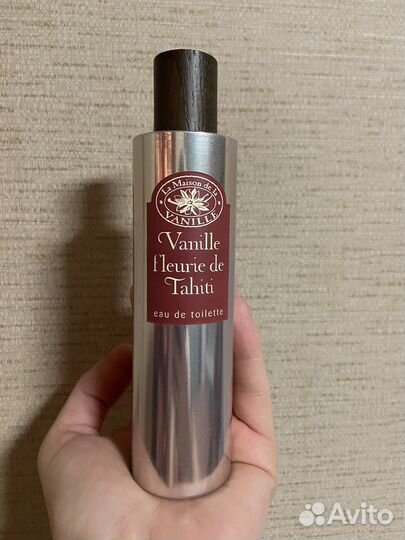 La Maison de la
VANILLE
Vanille
fleurie de
Tahiti
eau de toilette
Avito